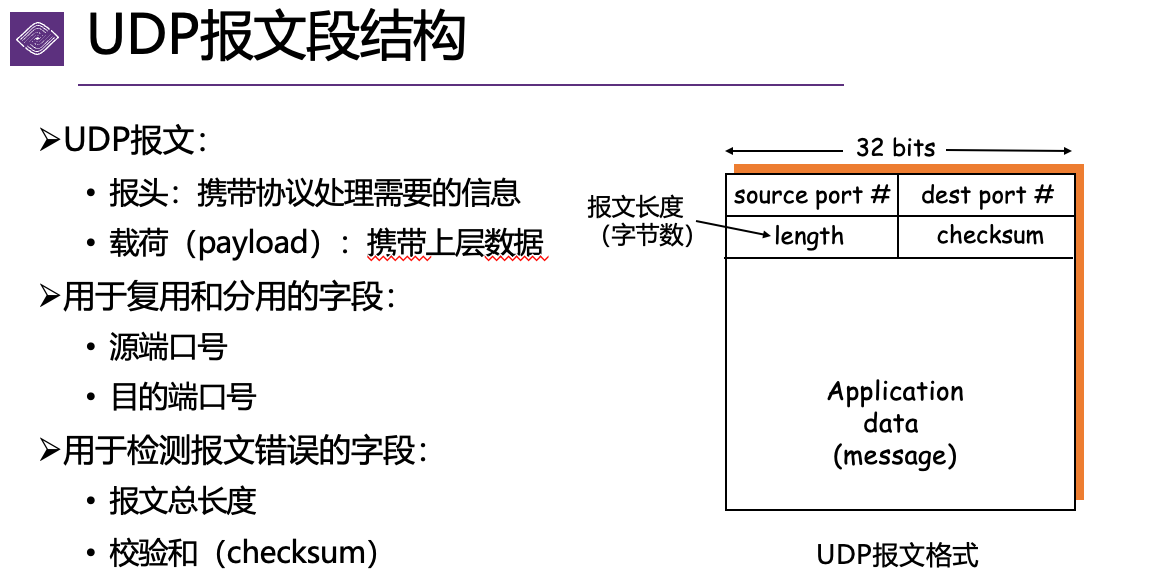 UDP报文段结构
➢UDP报文：
• 报头：携带协议处理需要的信息
• 载荷（payload）：携带上层数据
➢用于复用和分用的字段：
• 源端口号
• 目的端口号
➢用于检测报文错误的字段：
• 报文总长度
• 校验和（checksum）
32 bits
source port #
dest port #
报文长度
（字节数）
length
checksum
Application
data
(message)
UDP报文格式